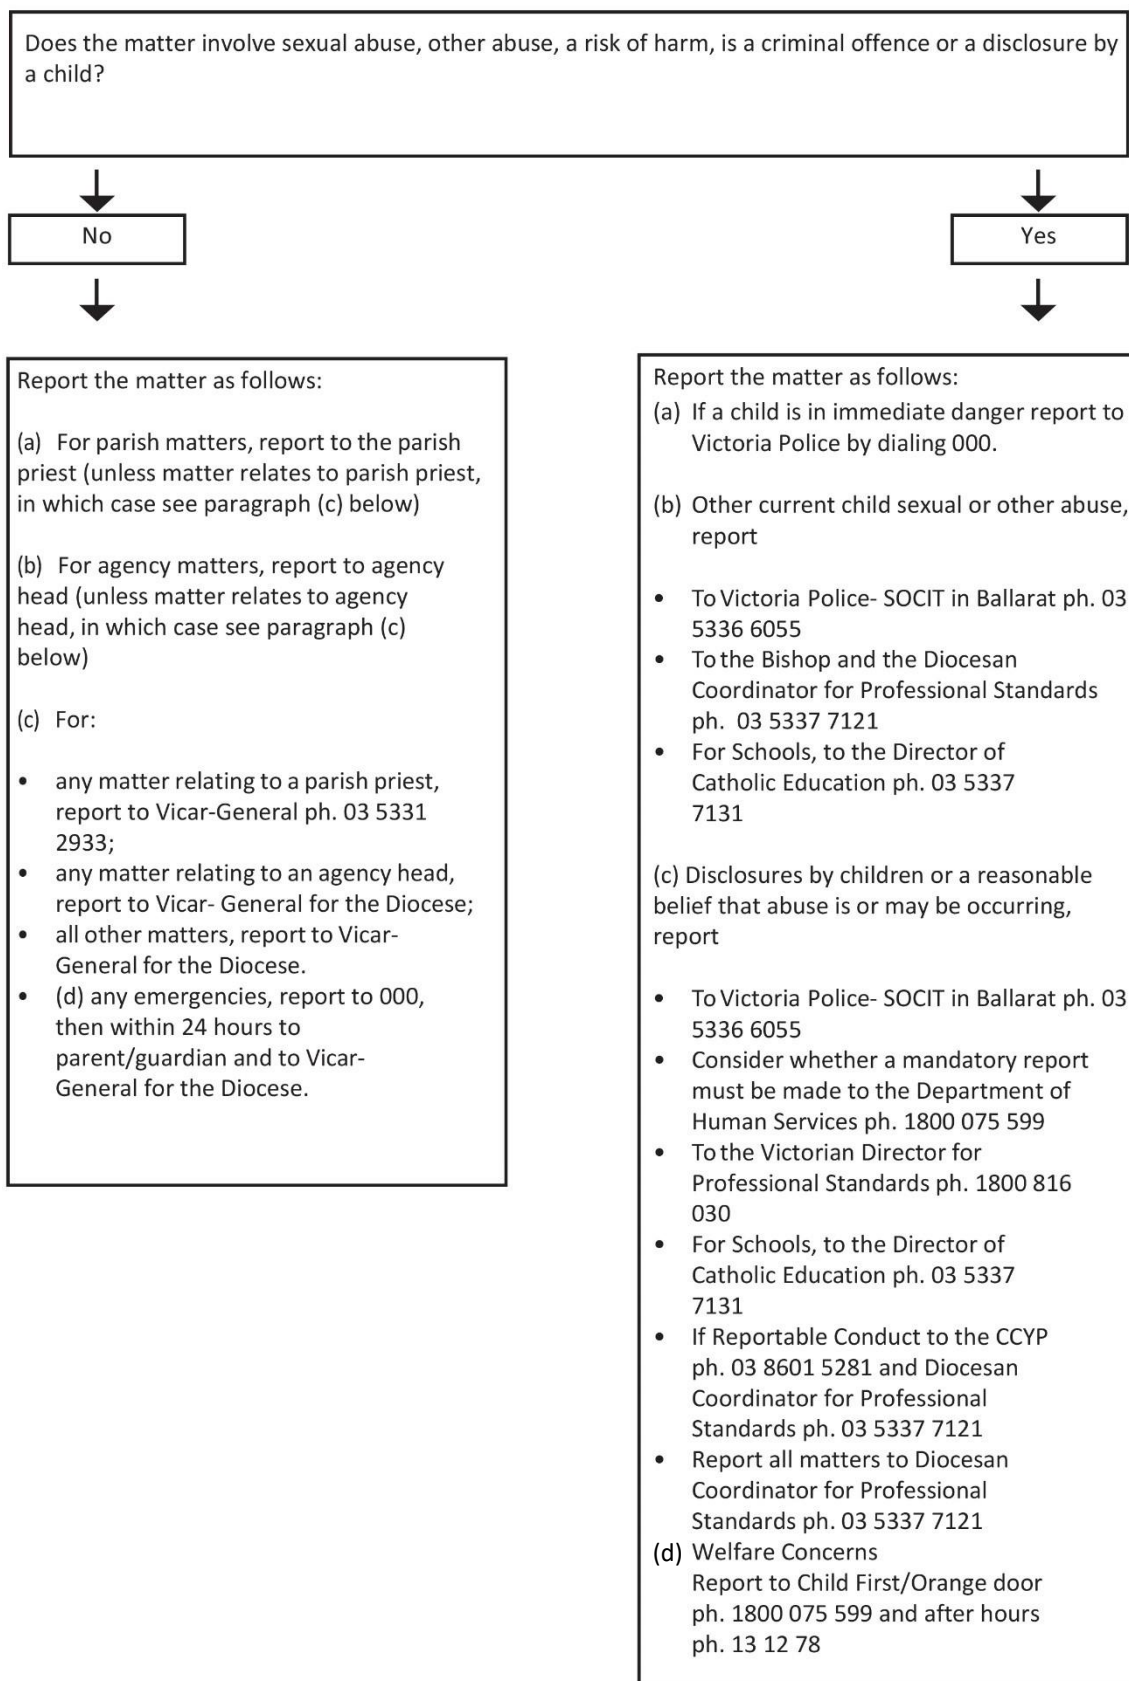 Does the matter involve sexual abuse, other abuse, a risk of harm, is a criminal offence or a disclosure by
a child?
No
Yes
Report the matter as follows:
(a) For parish matters, report to the parish
priest (unless matter relates to parish priest,
in which case see paragraph (c) below)
(b) For agency matters, report to agency
head (unless matter relates to agency
head, in which case see paragraph (c)
below)
(c) For:
• any matter relating to a parish priest,
report to Vicar-General ph. 03 5331
2933;
• any matter relating to an agency head,
report to Vicar- General for the Diocese;
• all other matters, report to Vicar-
General for the Diocese.
• (d) any emergencies, report to 000,
then within 24 hours to
parent/guardian and to Vicar-
General for the Diocese.
Report the matter as follows:
(a) If a child is in immediate danger report to
Victoria Police by dialing 000.
(b) Other current child sexual or other abuse,
report
• To Victoria Police- SOCIT in Ballarat ph. 03
5336 6055
• To the Bishop and the Diocesan
Coordinator for Professional Standards
ph. 03 5337 7121
• For Schools, to the Director of
Catholic Education ph. 03 5337
7131
(c) Disclosures by children or a reasonable
belief that abuse is or may be occurring,
report
• To Victoria Police- SOCIT in Ballarat ph. 03
5336 6055
• Consider whether a mandatory report
must be made to the Department of
Human Services ph. 1800 075 599
• To the Victorian Director for
Professional Standards ph. 1800 816
030
• For Schools, to the Director of
Catholic Education ph. 03 5337
7131
• If Reportable Conduct to the CCYP
ph. 03 8601 5281 and Diocesan
Coordinator for Professional
Standards ph. 03 5337 7121
• Report all matters to Diocesan
Coordinator for Professional
Standards ph. 03 5337 7121
(d) Welfare Concerns
Report to Child First/Orange door
ph. 1800 075 599 and after hours
ph. 13 12 78